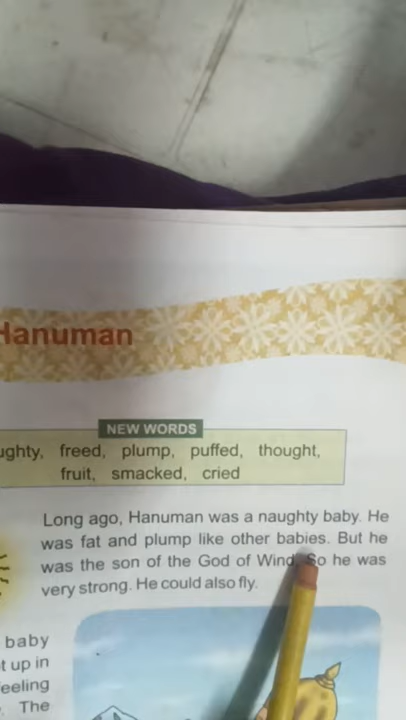 Hanuman
NEW WORDS
ughty, freed, plump, puffed, thought,
fruit, smacked, cried
Long ago, Hanuman was a naughty baby. He
was fat and plump like other babies. But he
was the son of the God of Wind. So he was
very strong. He could also fly.
baby
t up in
eeling
. The